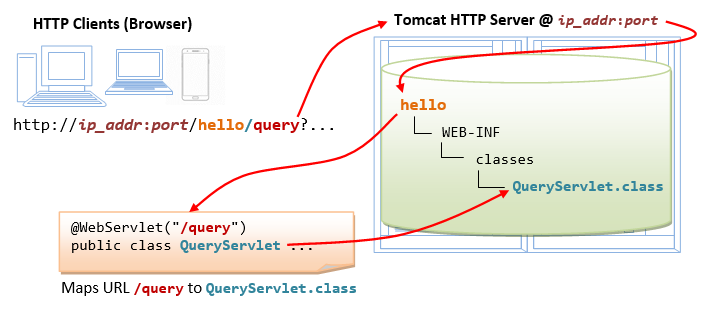 HTTP Clients (Browser)
http://ip_addr:port/hello/query?...
Tomcat HTTP Server @ ip_addr:port
hello
WEB-INF
classes
QueryServlet.class
@WebServlet("/query")
public class QueryServlet ...
Maps URL /query to QueryServlet.class